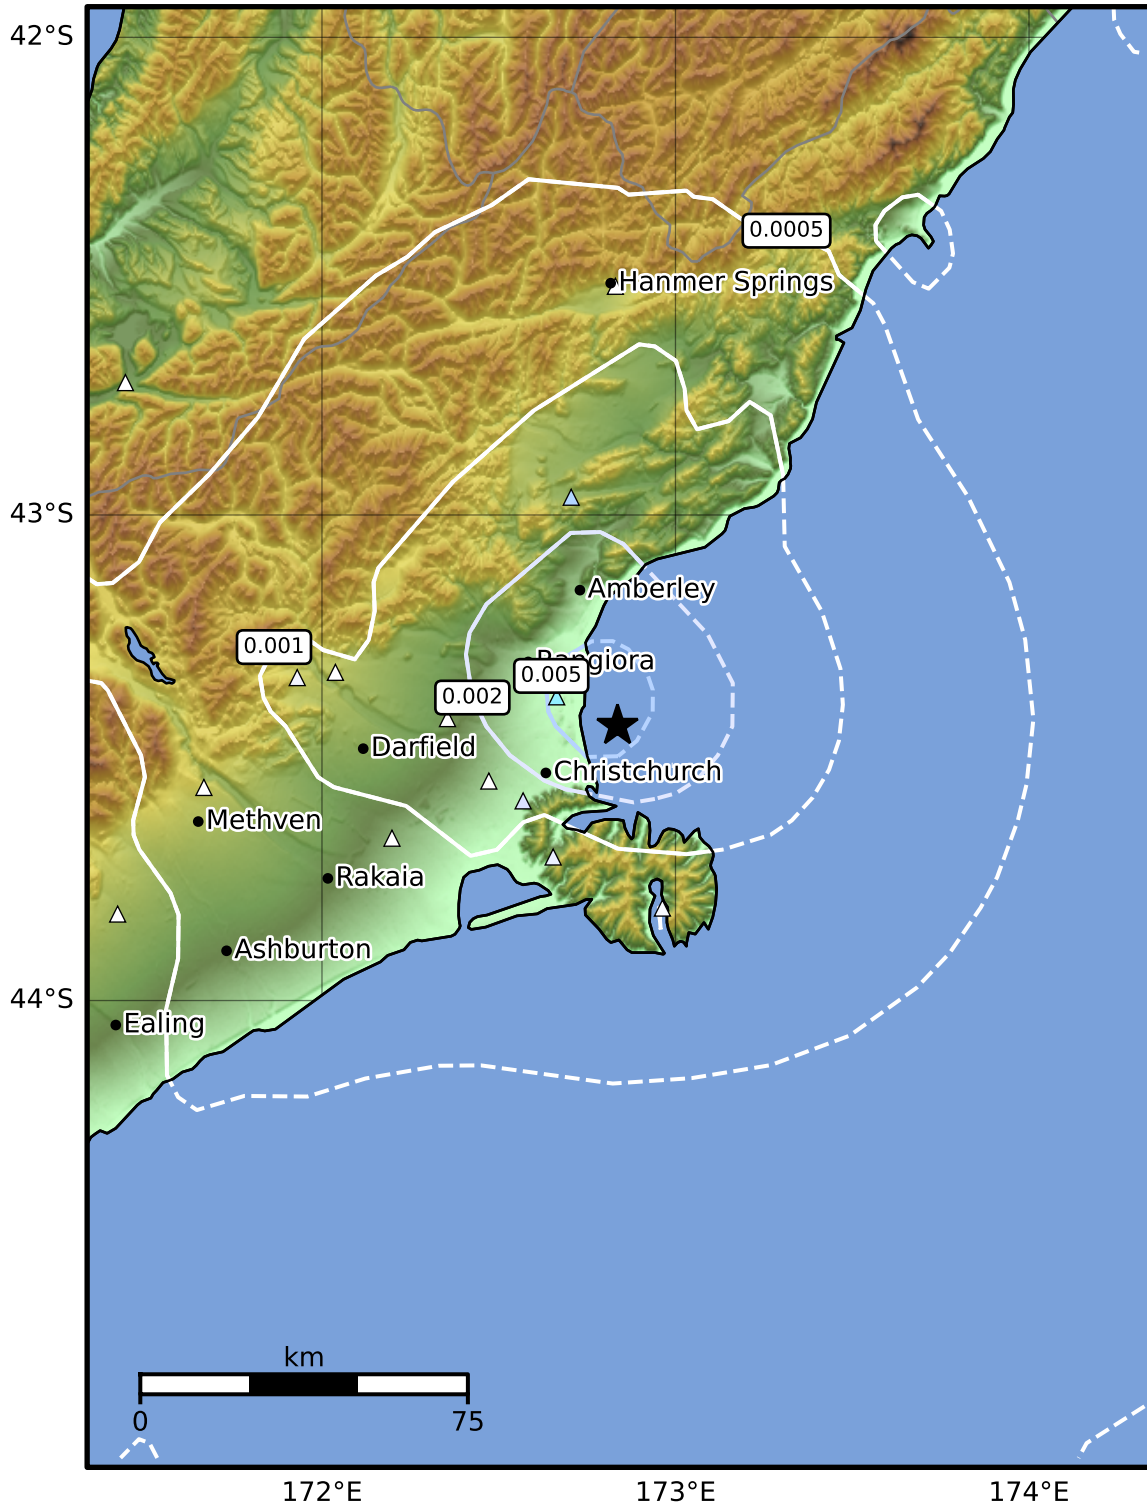 42°S
0.0005
Hanmer Springs
43°S
Amberley
0.001
Rangiora
0.005
0.002
Darfield
Christchurch
Methven
Rakaia
Ashburton
44°S
Ealing
km
0
75
172°E
173°E
174°E